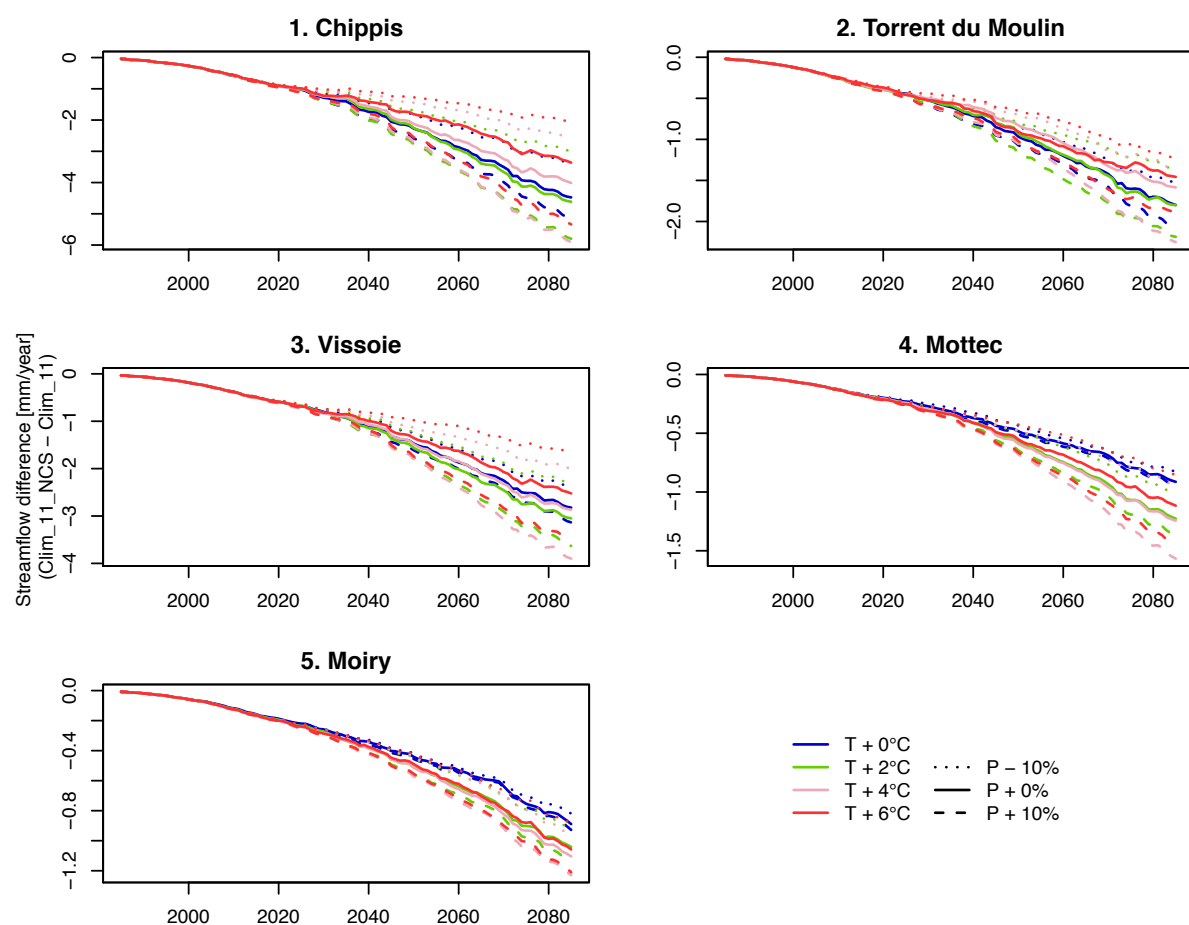 1. Chippis
0
−2
−4
−6
2000 2020 2040 2060 2080
2. Torrent du Moulin
0.0
−1.0
−2.0
2000 2020 2040 2060 2080
Streamflow difference [mm/year]
(Clim_11_NCS − Clim_11)
3. Vissoie
0
−1
−2
−3
−4
2000 2020 2040 2060 2080
4. Mottec
0.0
−0.5
−1.0
−1.5
2000 2020 2040 2060 2080
5. Moiry
0.0
−0.4
−0.8
−1.2
2000 2020 2040 2060 2080
T + 0°C
T + 2°C P − 10%
T + 4°C P + 0%
T + 6°C P + 10%